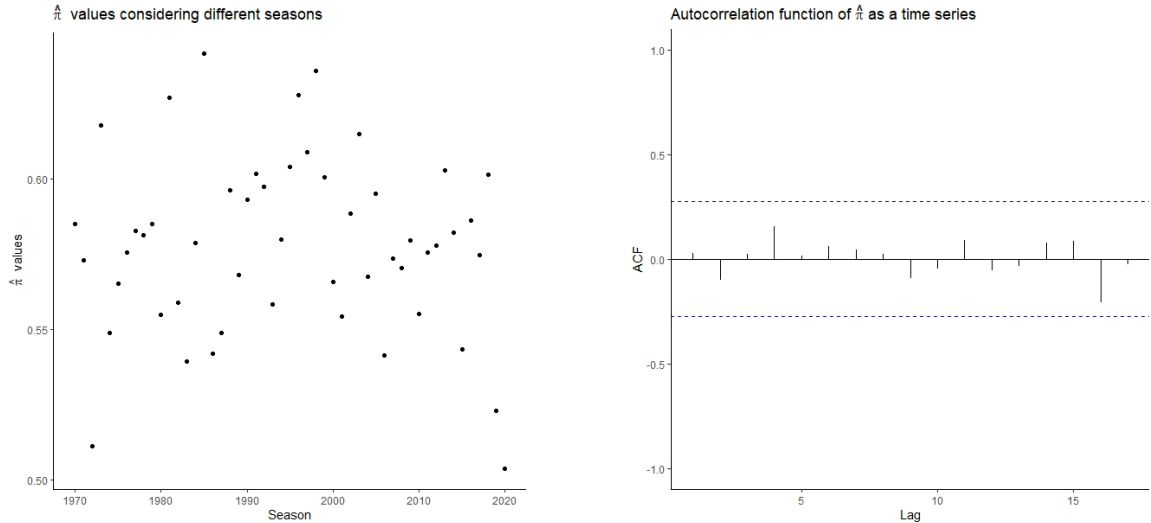 π̂ values considering different seasons
0.60
0.55
0.50
π̂ values
1970
1980
1990
2000
2010
2020
Season
Autocorrelation function of π̂ as a time series
1.0
0.5
0.0
-0.5
-1.0
ACF
5
10
15
Lag